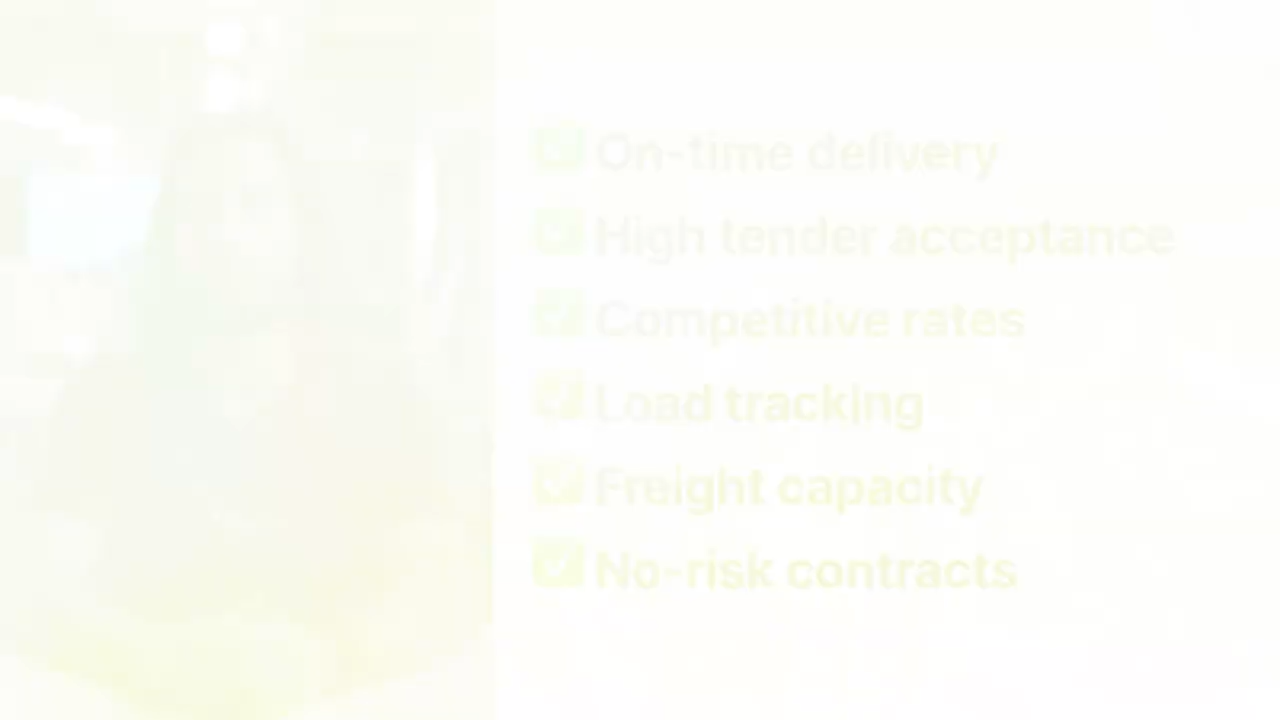 On-time delivery
High tender acceptance
Competitive rates
Load tracking
Freight capacity
No-risk contracts